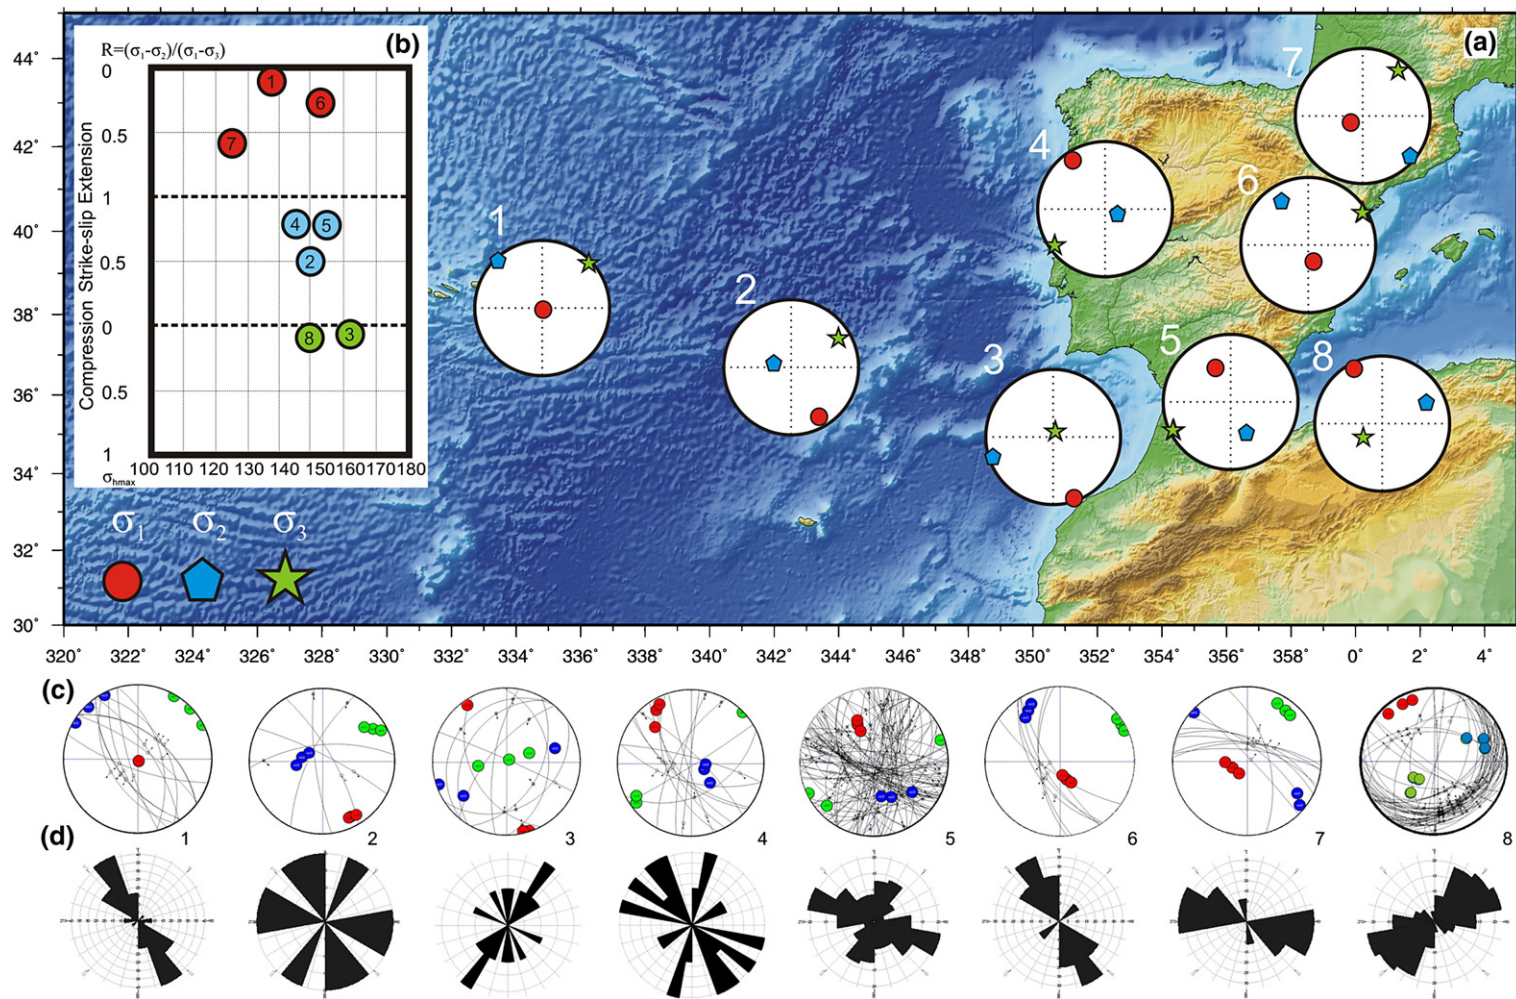 (b)
R=(σ₁-σ₂)/(σ₁-σ₃)
0
0.5
1
0.5
0
0.5
1
Compression Strike-slip Extension
1
6
7
4
5
2
8
3
100 110 120 130 140 150 160 170 180
σhmax
σ₁ σ₂ σ₃
(a)
1
2
3
4
5
6
7
8
44°
42°
40°
38°
36°
34°
32°
30°
320° 322° 324° 326° 328° 330° 332° 334° 336° 338° 340° 342° 344° 346° 348° 350° 352° 354° 356° 358° 0° 2° 4°
(c)
1 2 3 4 5 6 7 8
(d)